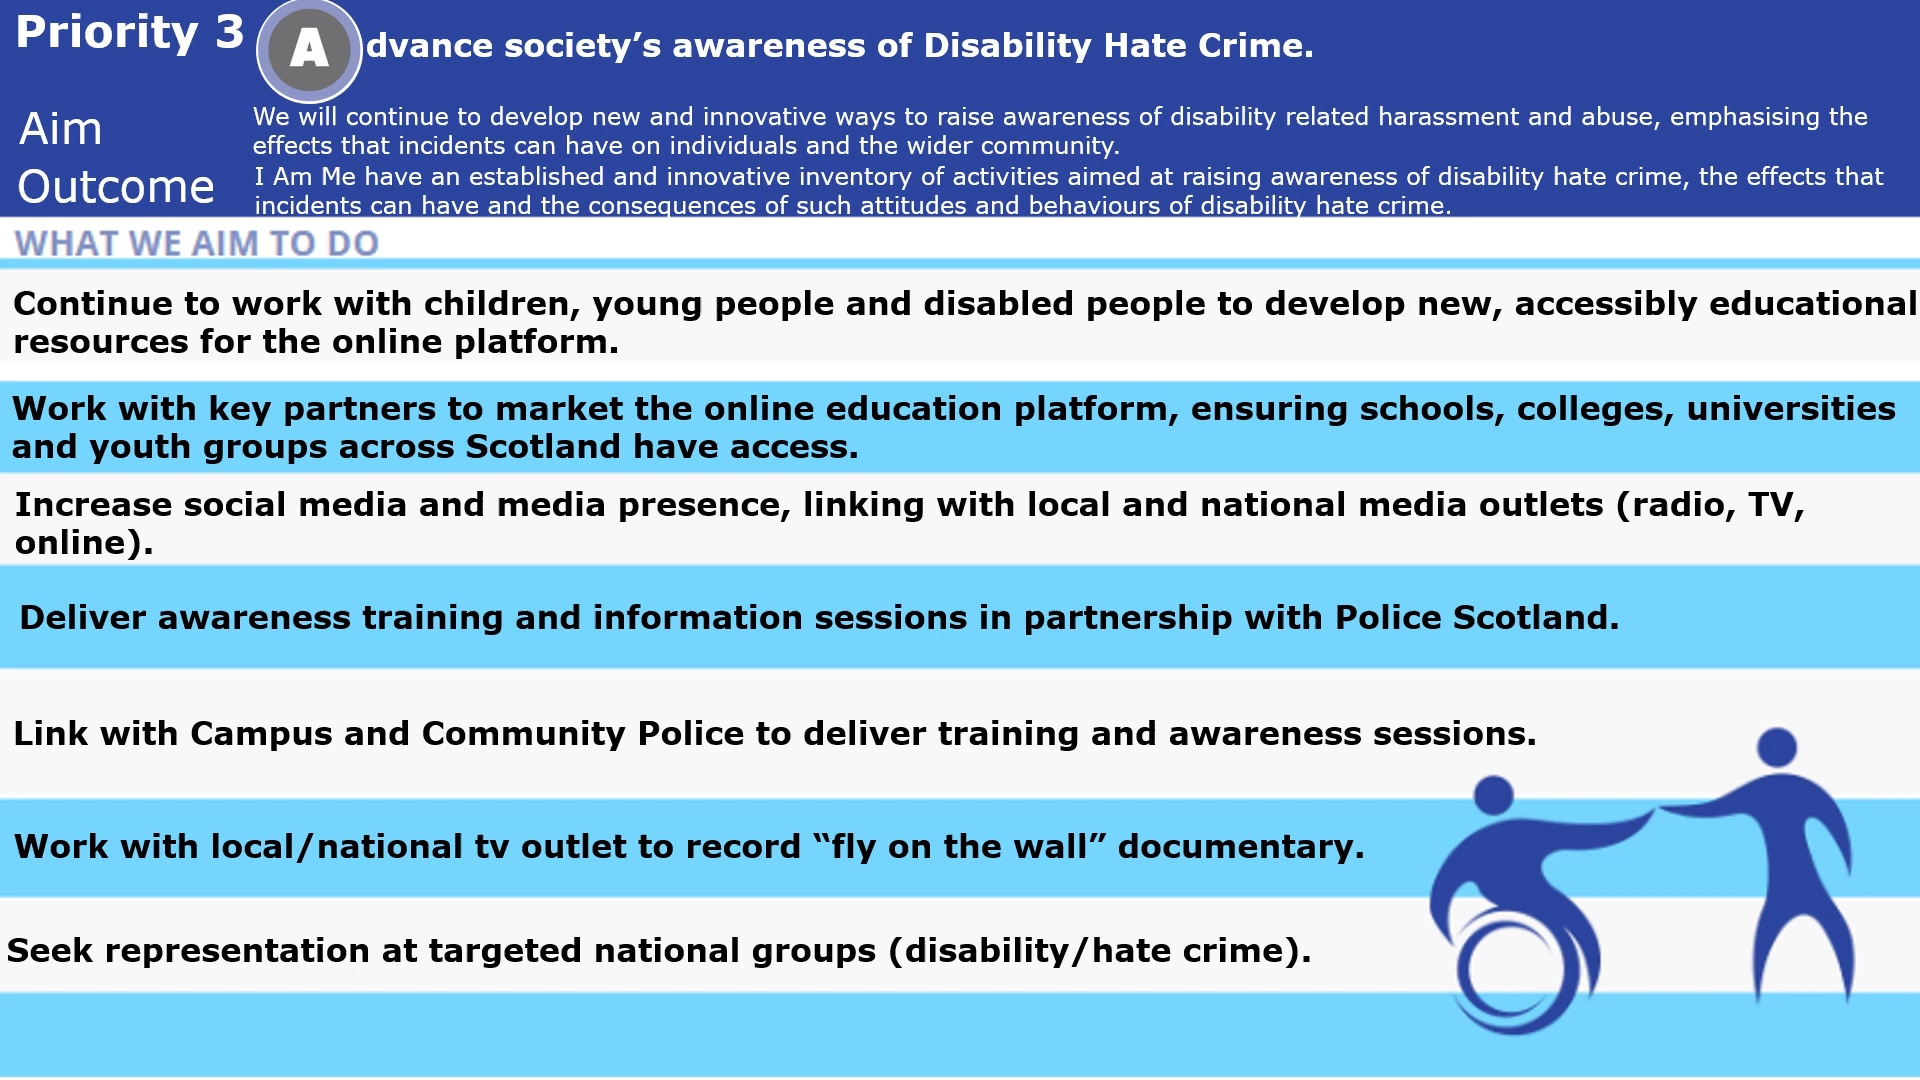 Priority 3 Advance society’s awareness of Disability Hate Crime.
Aim
We will continue to develop new and innovative ways to raise awareness of disability related harassment and abuse, emphasising the
effects that incidents can have on individuals and the wider community.
Outcome
I Am Me have an established and innovative inventory of activities aimed at raising awareness of disability hate crime, the effects that
incidents can have and the consequences of such attitudes and behaviours of disability hate crime.
WHAT WE AIM TO DO
Continue to work with children, young people and disabled people to develop new, accessibly educational
resources for the online platform.
Work with key partners to market the online education platform, ensuring schools, colleges, universities
and youth groups across Scotland have access.
Increase social media and media presence, linking with local and national media outlets (radio, TV,
online).
Deliver awareness training and information sessions in partnership with Police Scotland.
Link with Campus and Community Police to deliver training and awareness sessions.
Work with local/national tv outlet to record “fly on the wall” documentary.
Seek representation at targeted national groups (disability/hate crime).